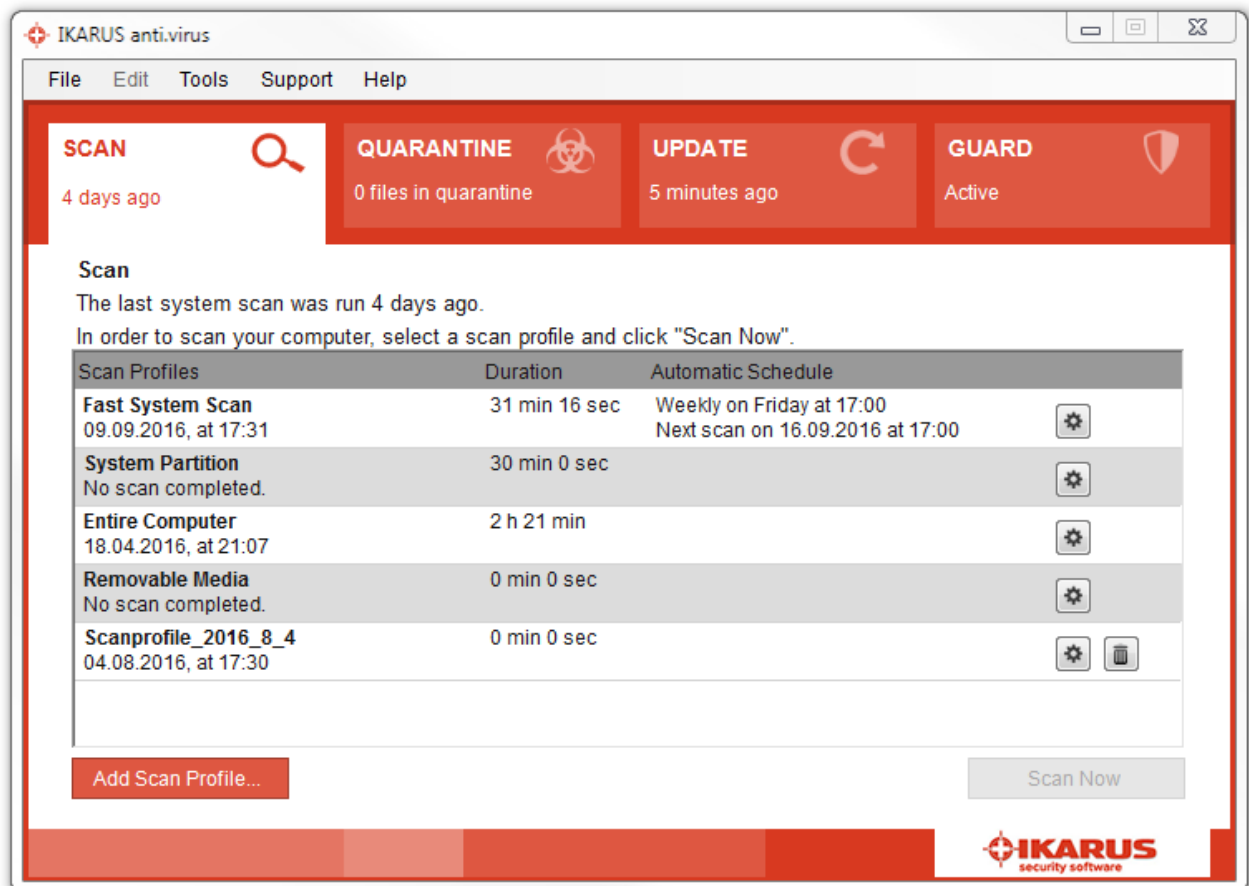 IKARUS anti.virus
File Edit Tools Support Help
SCAN
4 days ago
QUARANTINE
0 files in quarantine
UPDATE
5 minutes ago
GUARD
Active
Scan
The last system scan was run 4 days ago.
In order to scan your computer, select a scan profile and click "Scan Now".
Scan Profiles Duration Automatic Schedule
Fast System Scan 31 min 16 sec Weekly on Friday at 17:00
09.09.2016, at 17:31 Next scan on 16.09.2016 at 17:00
System Partition 30 min 0 sec
No scan completed.
Entire Computer 2 h 21 min
18.04.2016, at 21:07
Removable Media 0 min 0 sec
No scan completed.
Scanprofile_2016_8_4 0 min 0 sec
04.08.2016, at 17:30
Add Scan Profile... Scan Now
IKARUS
security software